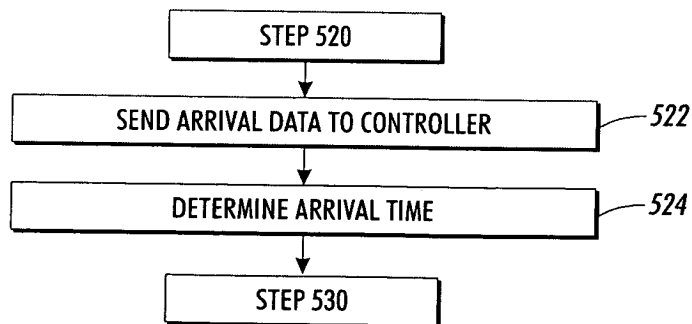 STEP 520
SEND ARRIVAL DATA TO CONTROLLER
522
DETERMINE ARRIVAL TIME
524
STEP 530